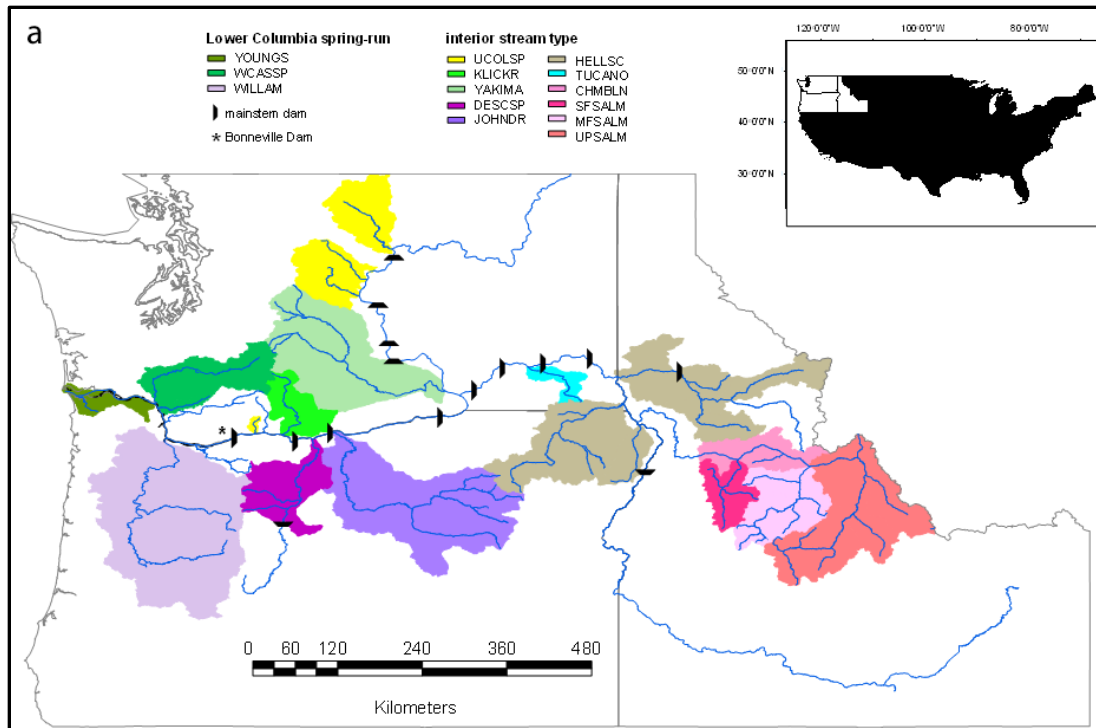 a
Lower Columbia spring-run
YOUNGS
WCASSP
WILLAM
mainstem dam
* Bonneville Dam
interior stream type
UCOLSP
KLICKR
YAKIMA
DESCSP
JOHNDR
HELLSC
TUCANO
CHMBLN
SFSALM
MFSALM
UPSALM
120°0'0"W 100°0'0"W 80°0'0"W
50°0'0"N
40°0'0"N
30°0'0"N
*
0 60 120 240 360 480
Kilometers